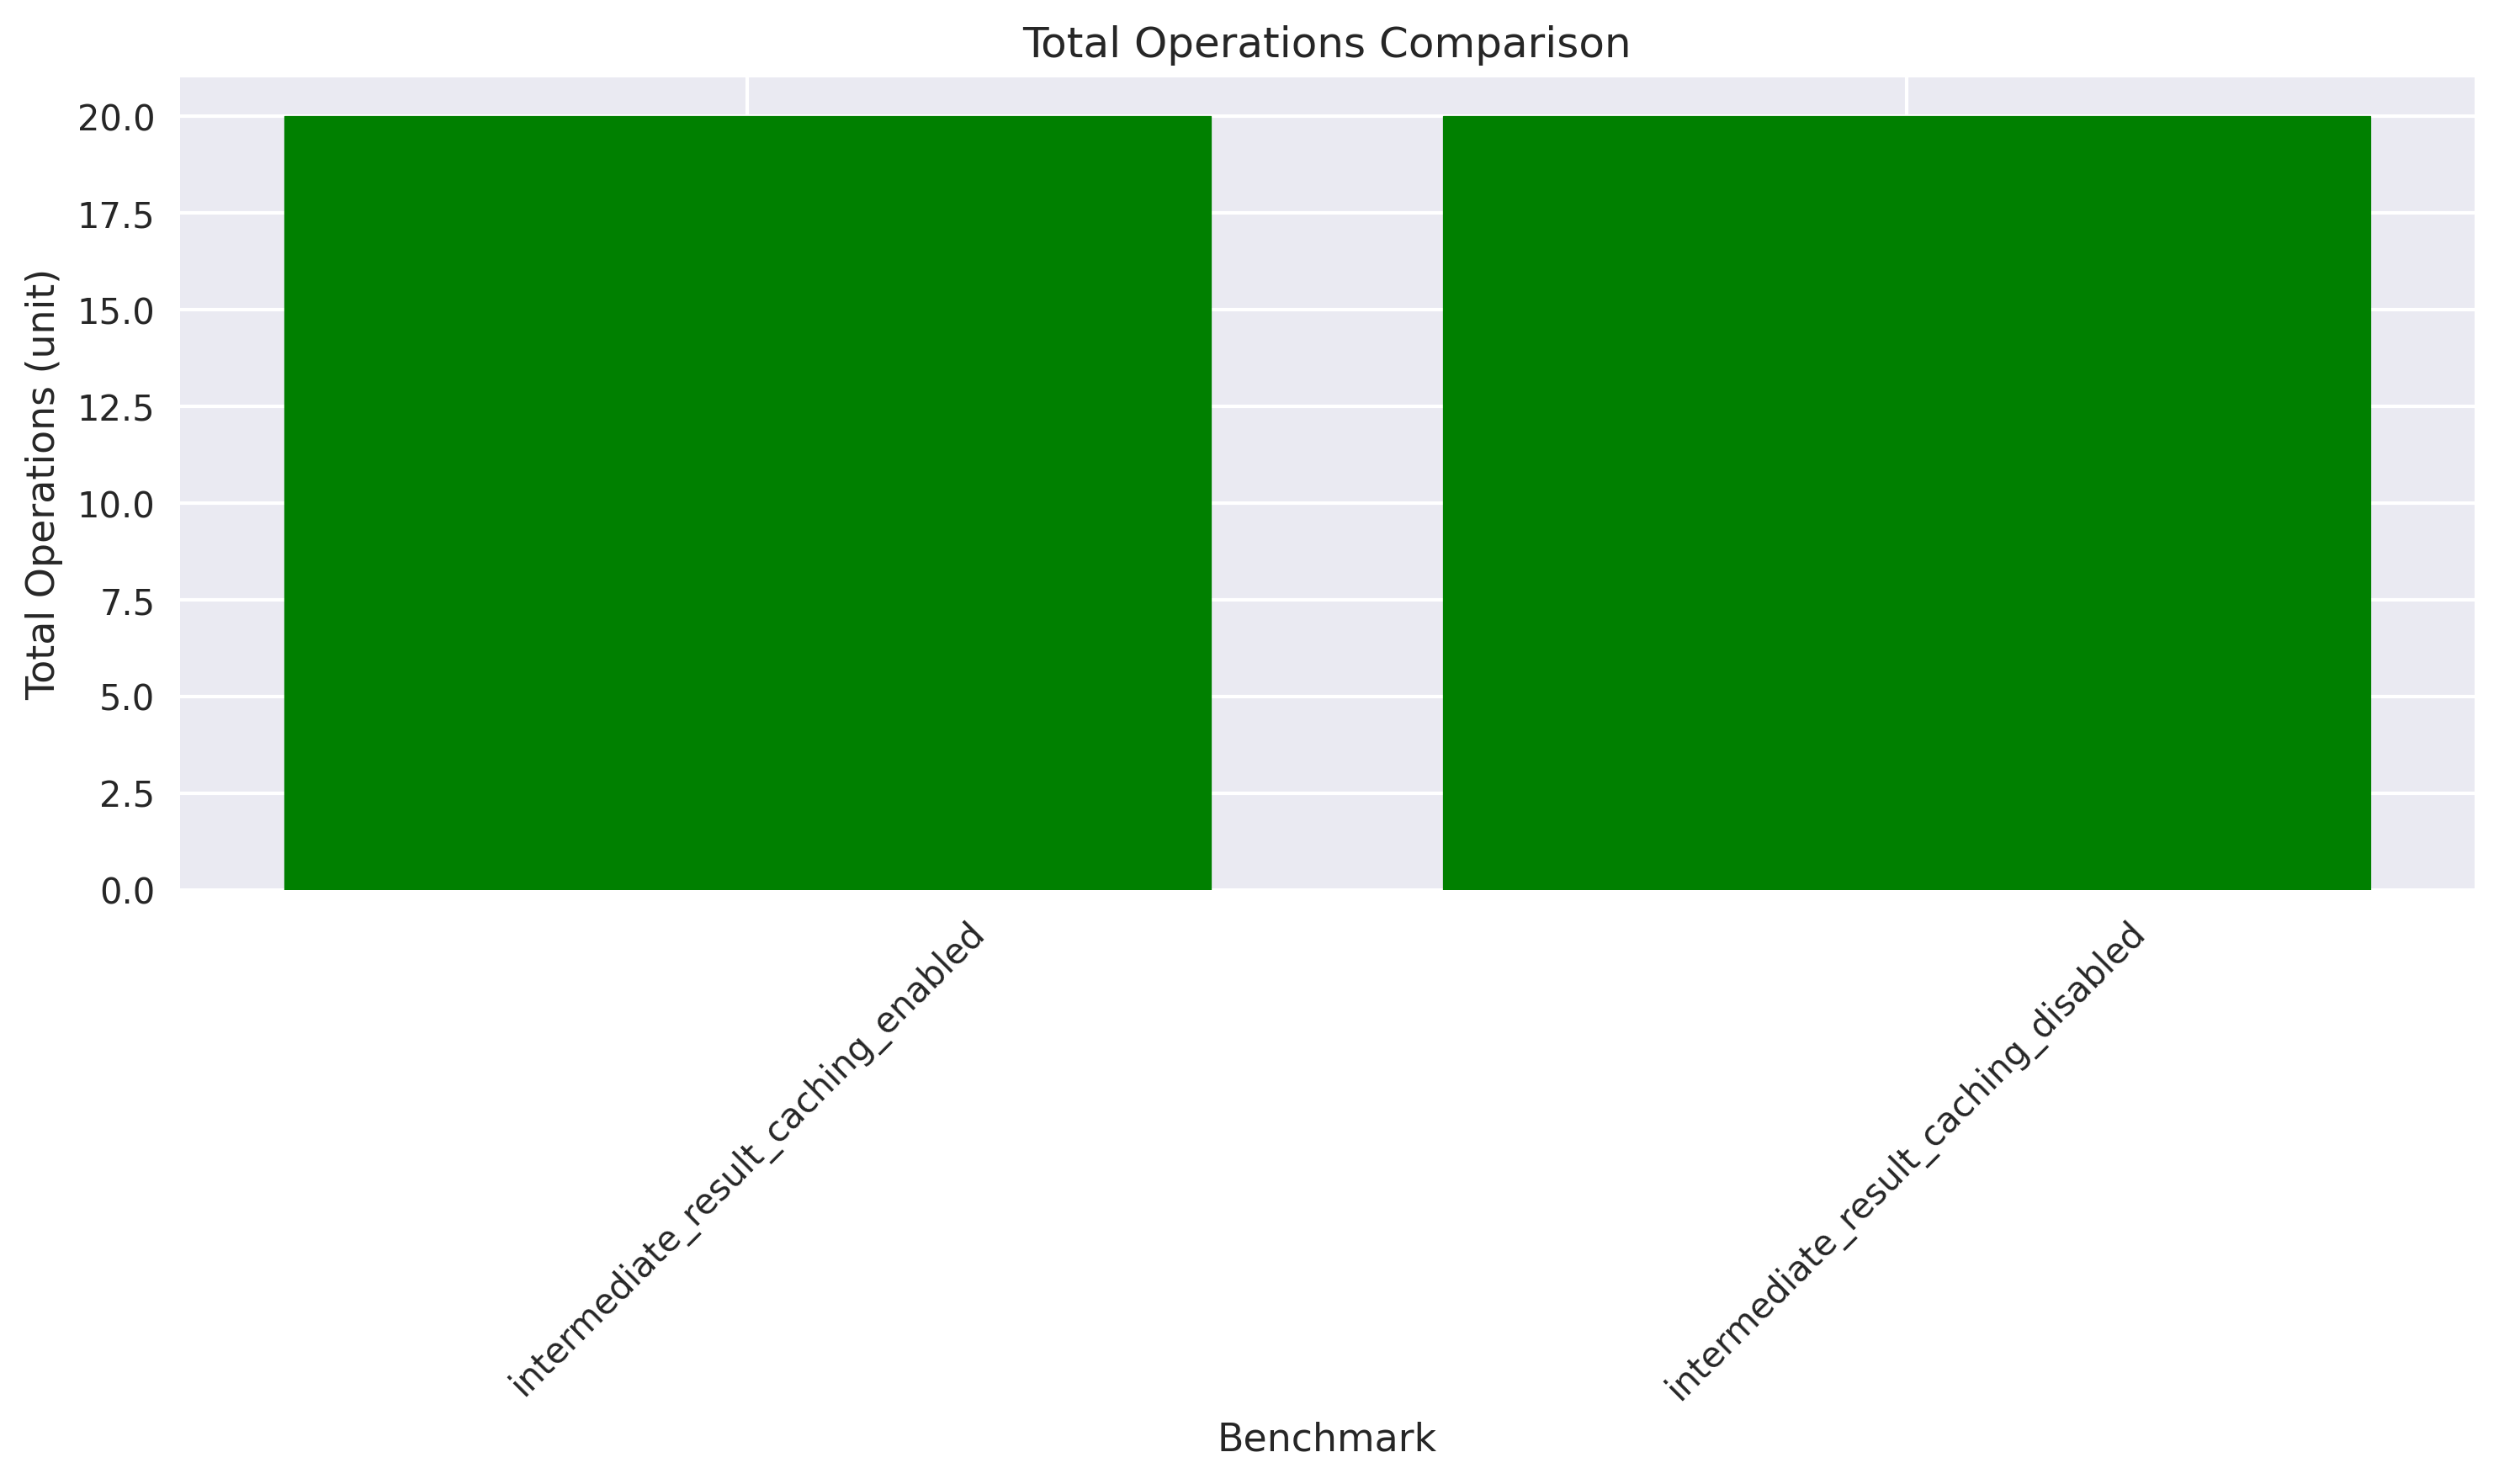 Total Operations Comparison
Total Operations (unit)
20.0
17.5
15.0
12.5
10.0
7.5
5.0
2.5
0.0
intermediate_result_caching_enabled
intermediate_result_caching_disabled
Benchmark